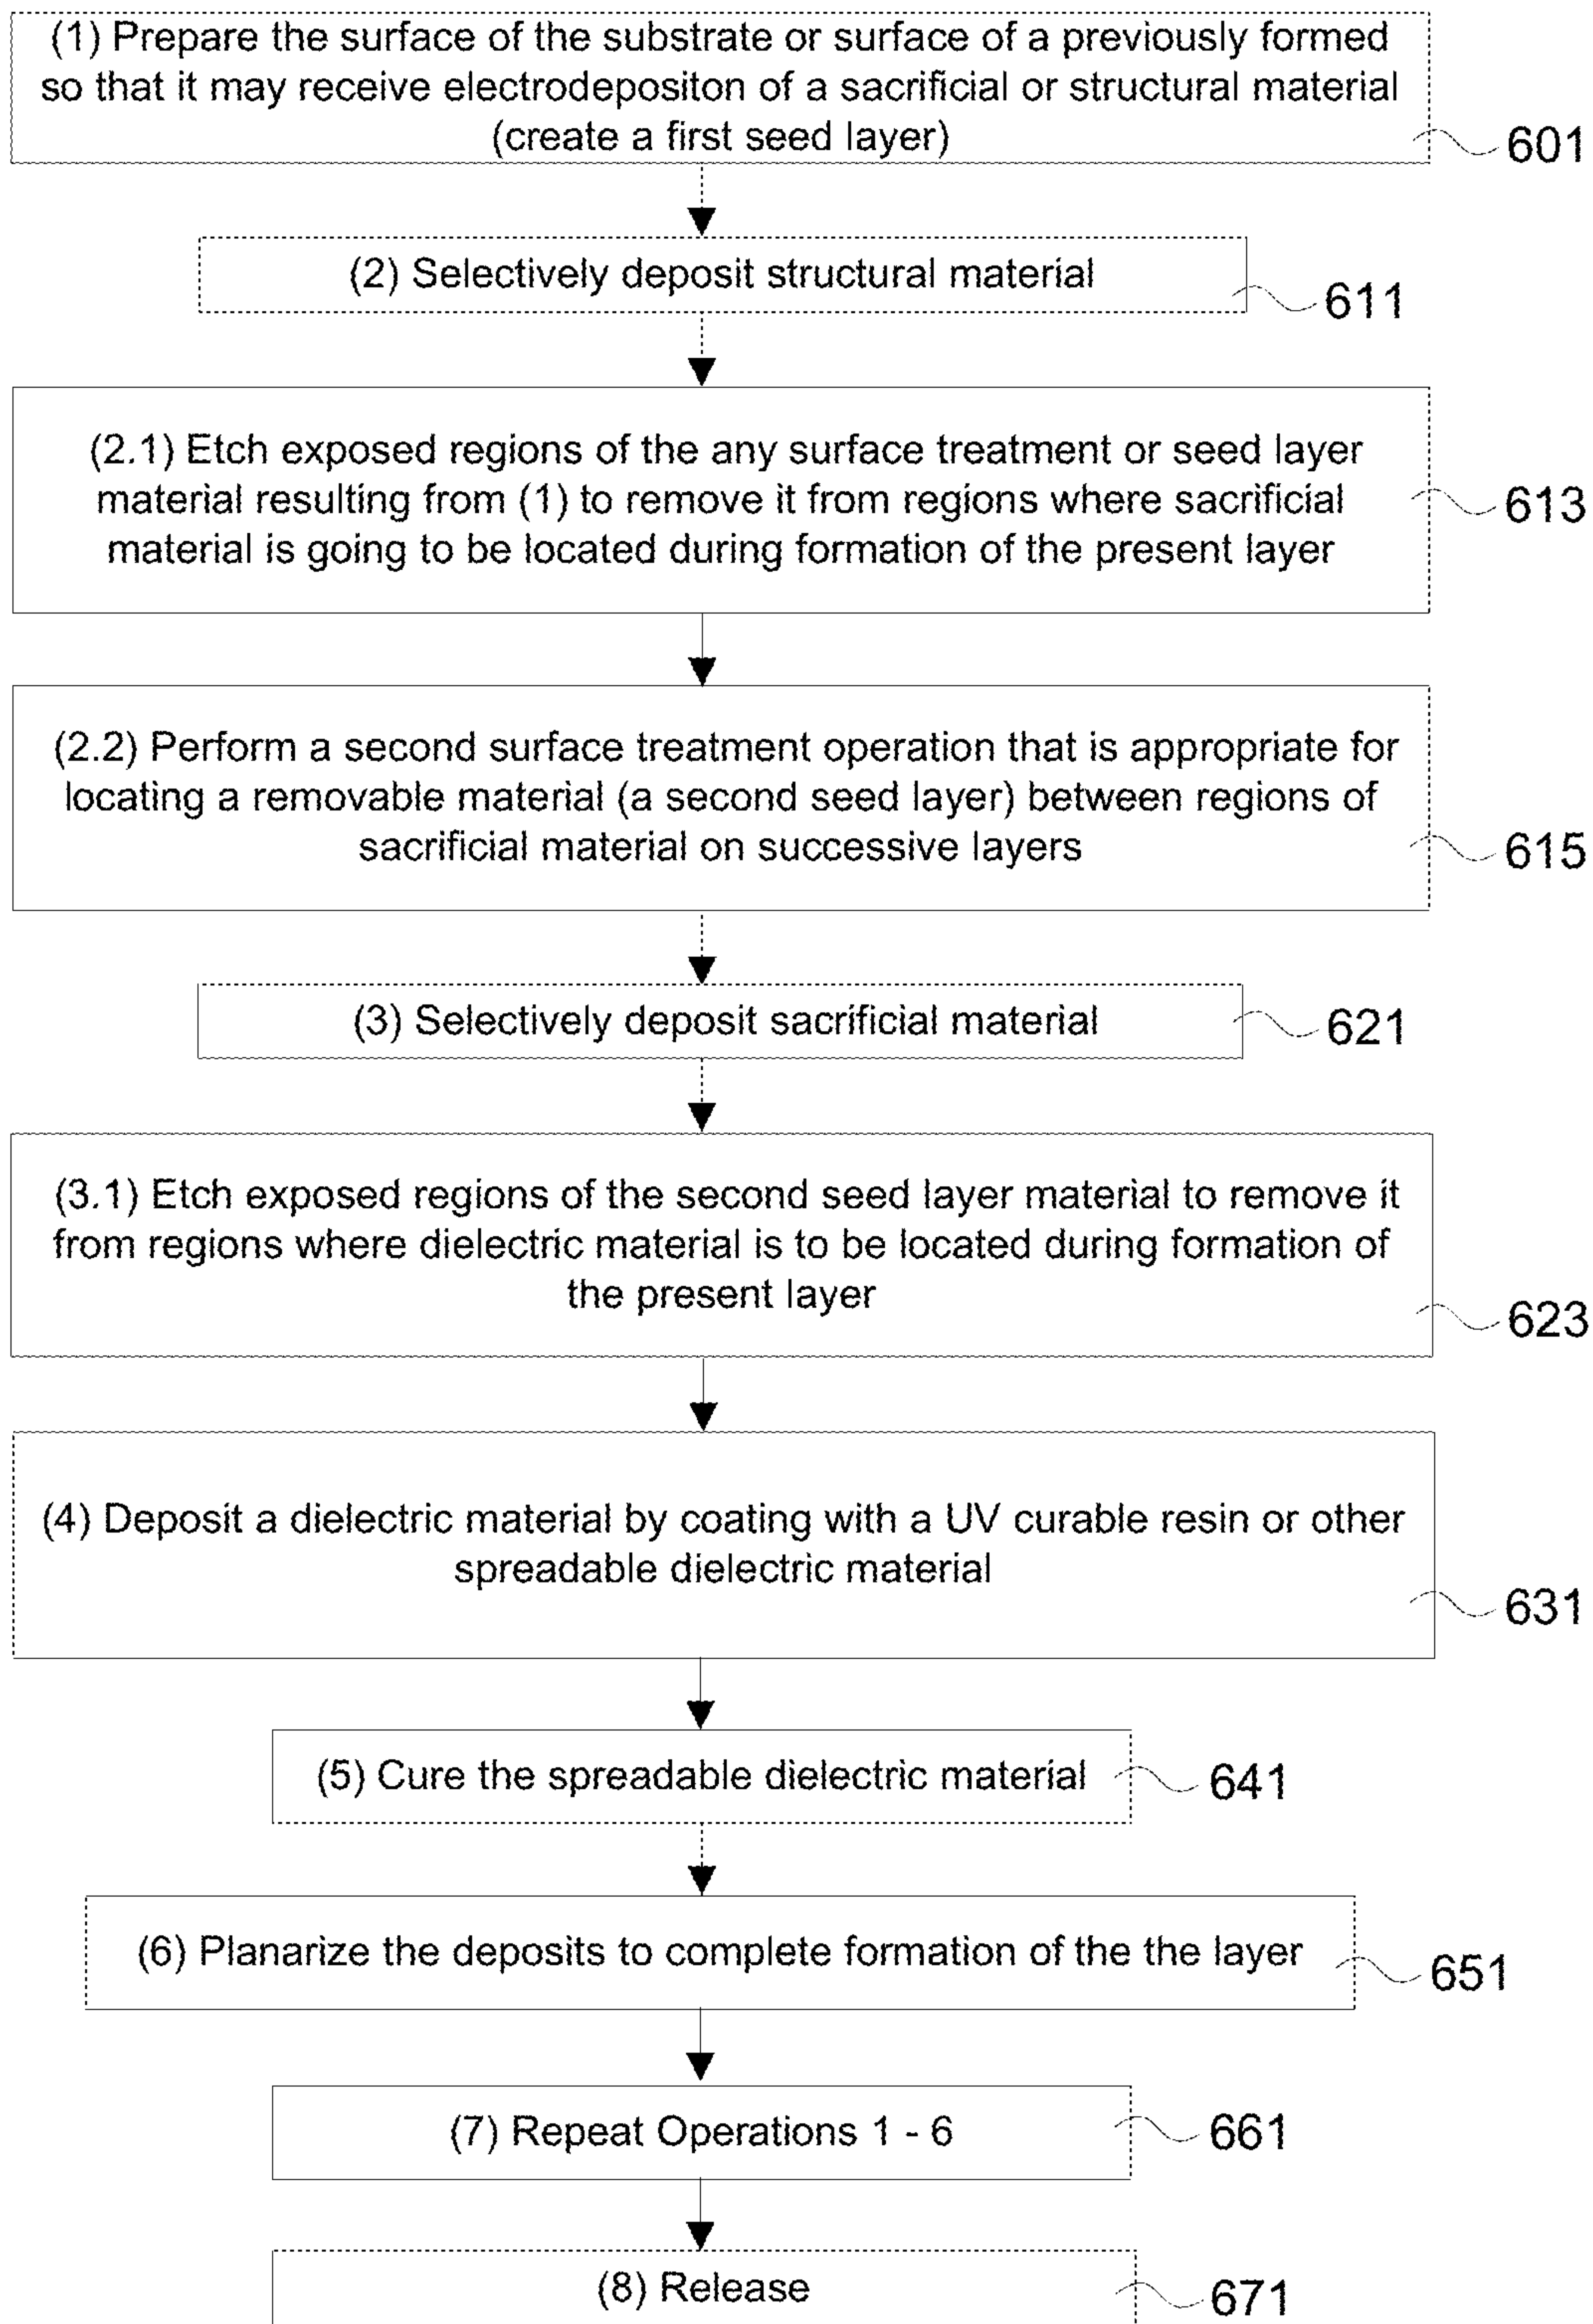 (1) Prepare the surface of the substrate or surface of a previously formed
so that it may receive electrodepositon of a sacrificial or structural material
(create a first seed layer)
601
(2) Selectively deposit structural material
611
(2.1) Etch exposed regions of the any surface treatment or seed layer
material resulting from (1) to remove it from regions where sacrificial
material is going to be located during formation of the present layer
613
(2.2) Perform a second surface treatment operation that is appropriate for
locating a removable material (a second seed layer) between regions of
sacrificial material on successive layers
615
(3) Selectively deposit sacrificial material
621
(3.1) Etch exposed regions of the second seed layer material to remove it
from regions where dielectric material is to be located during formation of
the present layer
623
(4) Deposit a dielectric material by coating with a UV curable resin or other
spreadable dielectric material
631
(5) Cure the spreadable dielectric material
641
(6) Planarize the deposits to complete formation of the the layer
651
(7) Repeat Operations 1 - 6
661
(8) Release
671